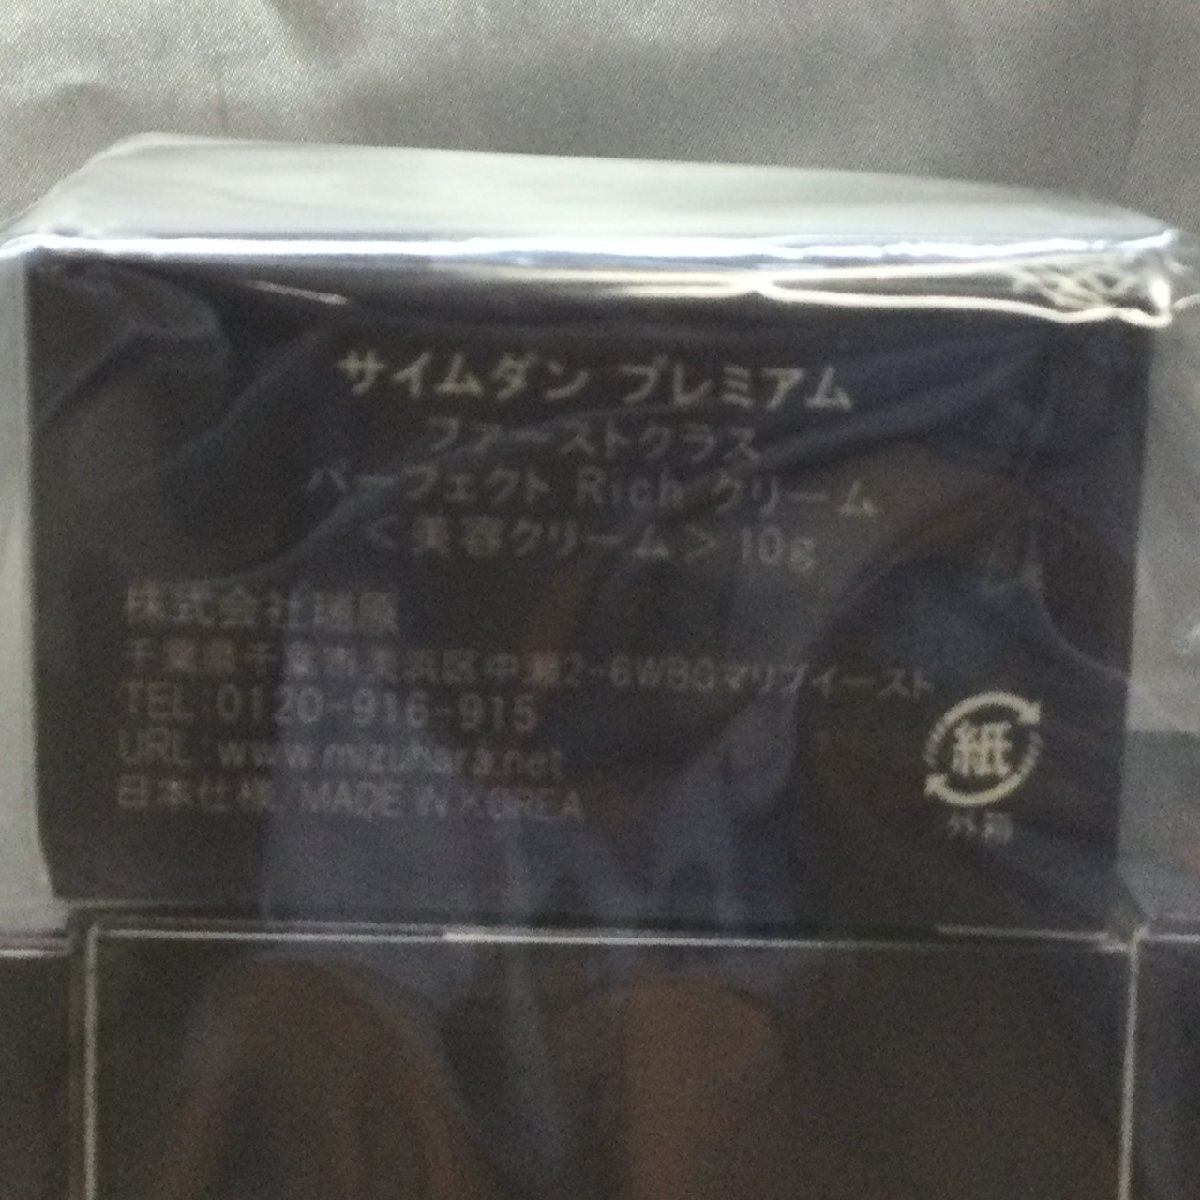 サイムダン プレミアム
ファーストクラス
パーフェクト Rich クリーム
＜美容クリーム＞10g
株式会社瑞原
千葉県千葉市美浜区中瀬2-6WBGマリブイースト
TEL 0120-916-915
URL www.mizuhara.net
日本仕様 MADE IN KOREA
紙
外箱